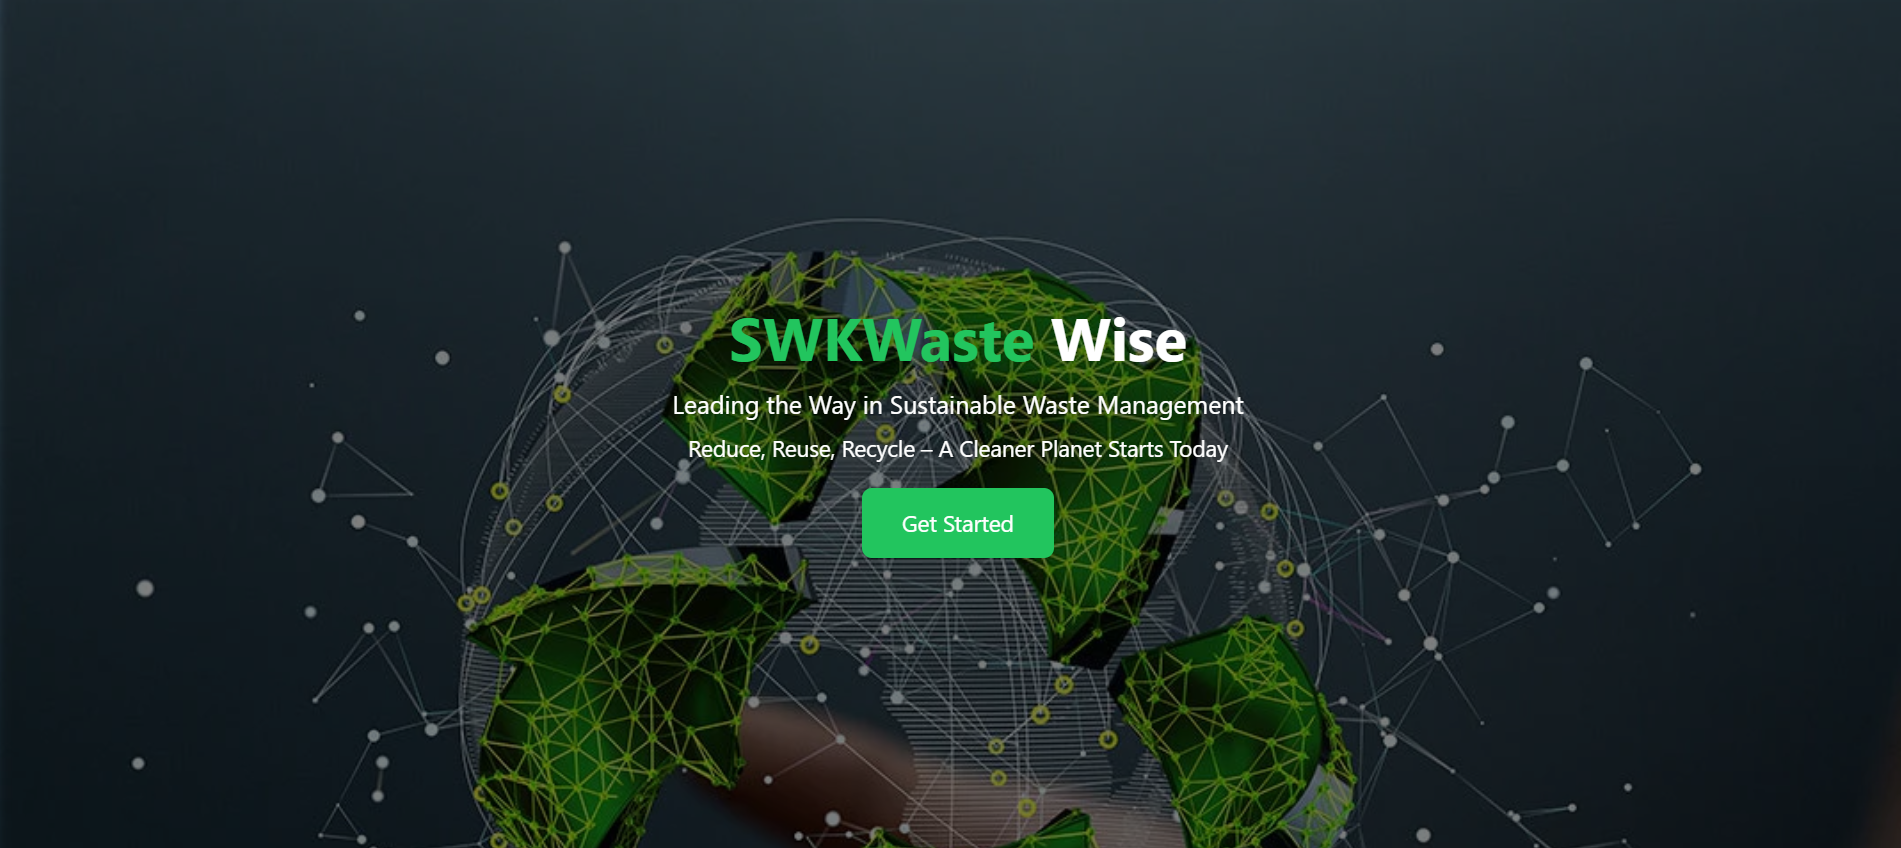 SWKWaste Wise
Leading the Way in Sustainable Waste Management
Reduce, Reuse, Recycle – A Cleaner Planet Starts Today
Get Started